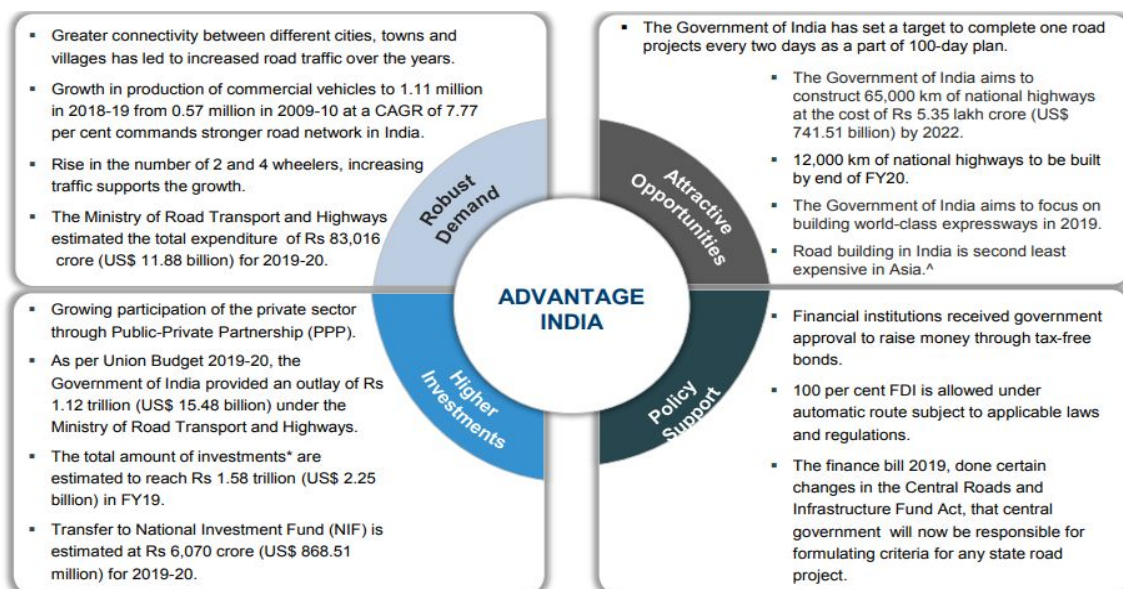 ▪ Greater connectivity between different cities, towns and
villages has led to increased road traffic over the years.
▪ Growth in production of commercial vehicles to 1.11 million
in 2018-19 from 0.57 million in 2009-10 at a CAGR of 7.77
per cent commands stronger road network in India.
▪ Rise in the number of 2 and 4 wheelers, increasing
traffic supports the growth.
▪ The Ministry of Road Transport and Highways
estimated the total expenditure of Rs 83,016
crore (US$ 11.88 billion) for 2019-20.
Robust
Demand
▪ The Government of India has set a target to complete one road
projects every two days as a part of 100-day plan.
▪ The Government of India aims to
construct 65,000 km of national highways
at the cost of Rs 5.35 lakh crore (US$
741.51 billion) by 2022.
▪ 12,000 km of national highways to be built
by end of FY20.
▪ The Government of India aims to focus on
building world-class expressways in 2019.
▪ Road building in India is second least
expensive in Asia.^
Attractive
Opportunities
ADVANTAGE
INDIA
▪ Growing participation of the private sector
through Public-Private Partnership (PPP).
▪ As per Union Budget 2019-20, the
Government of India provided an outlay of Rs
1.12 trillion (US$ 15.48 billion) under the
Ministry of Road Transport and Highways.
▪ The total amount of investments* are
estimated to reach Rs 1.58 trillion (US$ 2.25
billion) in FY19.
▪ Transfer to National Investment Fund (NIF) is
estimated at Rs 6,070 crore (US$ 868.51
million) for 2019-20.
Higher
Investments
▪ Financial institutions received government
approval to raise money through tax-free
bonds.
▪ 100 per cent FDI is allowed under
automatic route subject to applicable laws
and regulations.
▪ The finance bill 2019, done certain
changes in the Central Roads and
Infrastructure Fund Act, that central
government will now be responsible for
formulating criteria for any state road
project.
Policy
Support